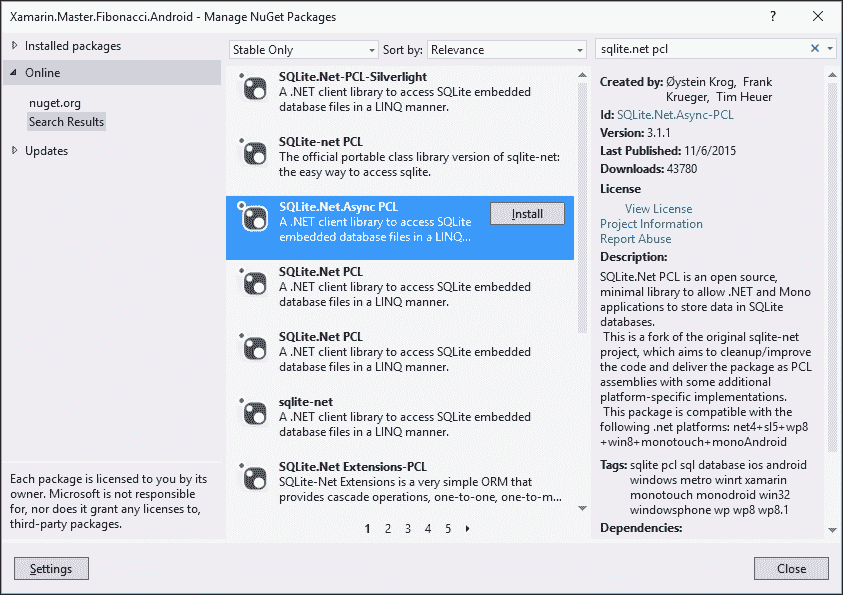 Xamarin.Master.Fibonacci.Android - Manage NuGet Packages
Installed packages
Online
nuget.org
Search Results
Updates
Each package is licensed to you by its
owner. Microsoft is not responsible
for, nor does it grant any licenses to,
third-party packages.
Stable Only
Sort by: Relevance
SQLite.Net-PCL-Silverlight
A .NET client library to access SQLite embedded
database files in a LINQ manner.
SQLite-net PCL
The official portable class library version of sqlite-net:
the easy way to access sqlite.
SQLite.Net.Async PCL
Install
A .NET client library to access SQLite
embedded database files in a LINQ...
SQLite.Net PCL
A .NET client library to access SQLite embedded
database files in a LINQ manner.
SQLite.Net PCL
A .NET client library to access SQLite embedded
database files in a LINQ manner.
sqlite-net
A .NET client library to access SQLite embedded
database files in a LINQ manner.
SQLite.Net Extensions-PCL
SQLite-Net Extensions is a very simple ORM that
provides cascade operations, one-to-one, one-to-m...
1 2 3 4 5
sqlite.net pcl
Created by: Øystein Krog, Frank
Krueger, Tim Heuer
Id: SQLite.Net.Async-PCL
Version: 3.1.1
Last Published: 11/6/2015
Downloads: 43780
License
View License
Project Information
Report Abuse
Description:
SQLite.Net PCL is an open source,
minimal library to allow .NET and Mono
applications to store data in SQLite
databases.
This is a fork of the original sqlite-net
project, which aims to cleanup/improve
the code and deliver the package as PCL
assemblies with some additional
platform-specific implementations.
This package is compatible with the
following .net platforms: net4+sl5+wp8
+win8+monotouch+monoAndroid
Tags: sqlite pcl sql database ios android
windows metro winrt xamarin
monotouch monodroid win32
windowsphone wp wp8 wp8.1
Dependencies:
Settings
Close